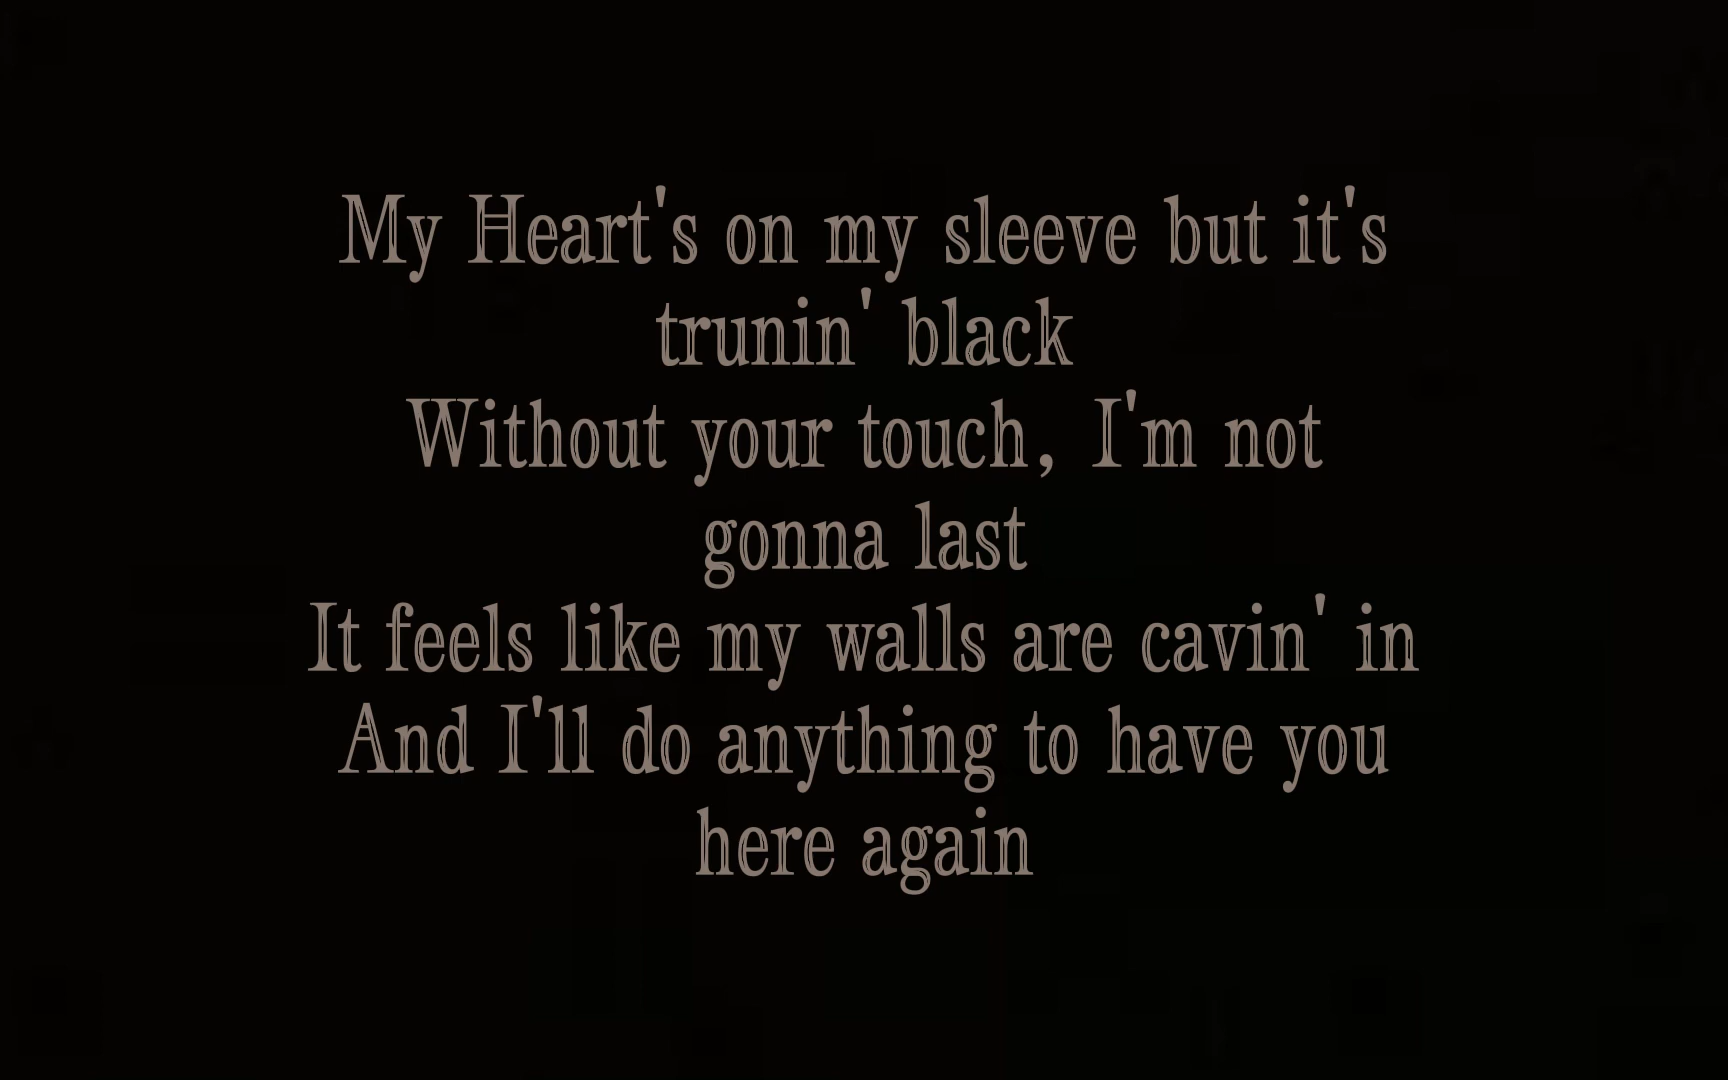 My Heart's on my sleeve but it's
trunin' black
Without your touch, I'm not
gonna last
It feels like my walls are cavin' in
And I'll do anything to have you
here again